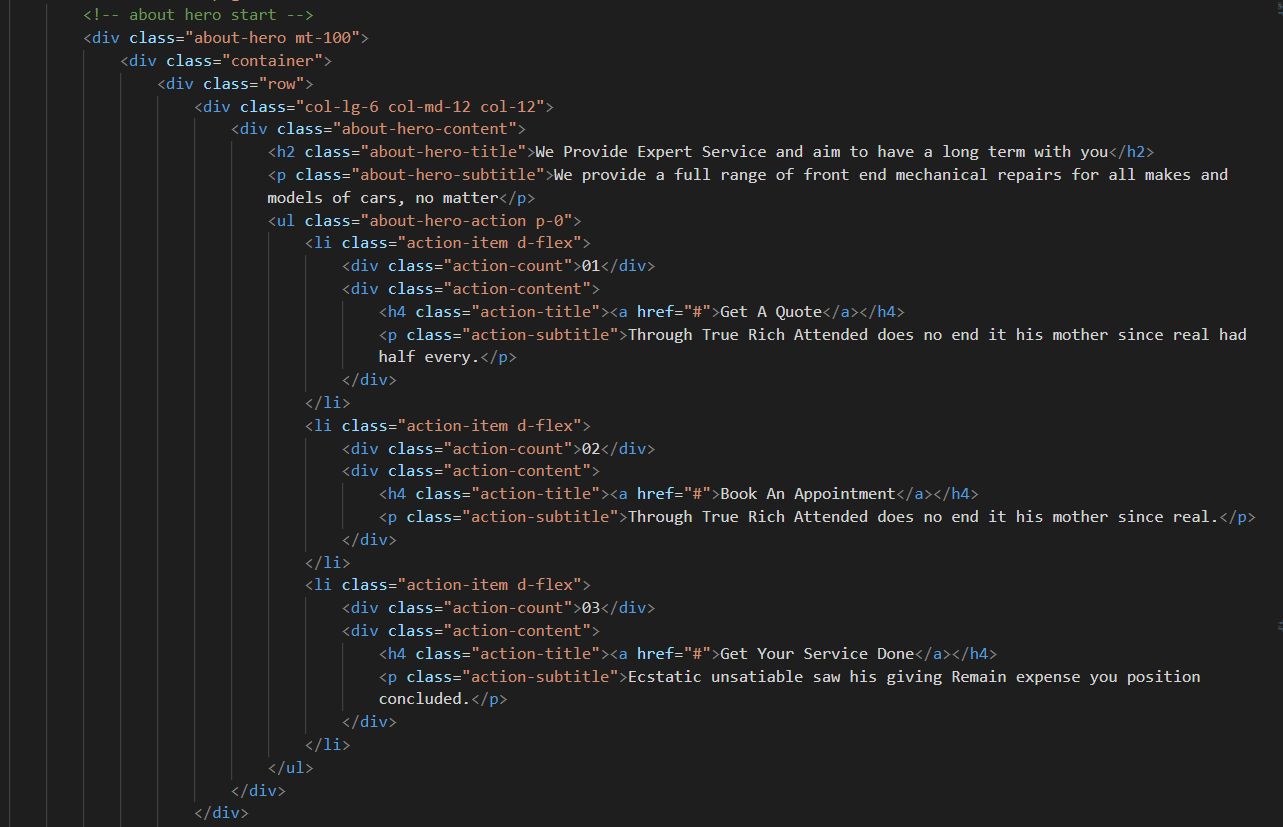 <!-- about hero start -->
<div class="about-hero mt-100">
<div class="container">
<div class="row">
<div class="col-lg-6 col-md-12 col-12">
<div class="about-hero-content">
<h2 class="about-hero-title">We Provide Expert Service and aim to have a long term with you</h2>
<p class="about-hero-subtitle">We provide a full range of front end mechanical repairs for all makes and
models of cars, no matter</p>
<ul class="about-hero-action p-0">
<li class="action-item d-flex">
<div class="action-count">01</div>
<div class="action-content">
<h4 class="action-title"><a href="#">Get A Quote</a></h4>
<p class="action-subtitle">Through True Rich Attended does no end it his mother since real had
half every.</p>
</div>
</li>
<li class="action-item d-flex">
<div class="action-count">02</div>
<div class="action-content">
<h4 class="action-title"><a href="#">Book An Appointment</a></h4>
<p class="action-subtitle">Through True Rich Attended does no end it his mother since real.</p>
</div>
</li>
<li class="action-item d-flex">
<div class="action-count">03</div>
<div class="action-content">
<h4 class="action-title"><a href="#">Get Your Service Done</a></h4>
<p class="action-subtitle">Ecstatic unsatiable saw his giving Remain expense you position
concluded.</p>
</div>
</li>
</ul>
</div>
</div>